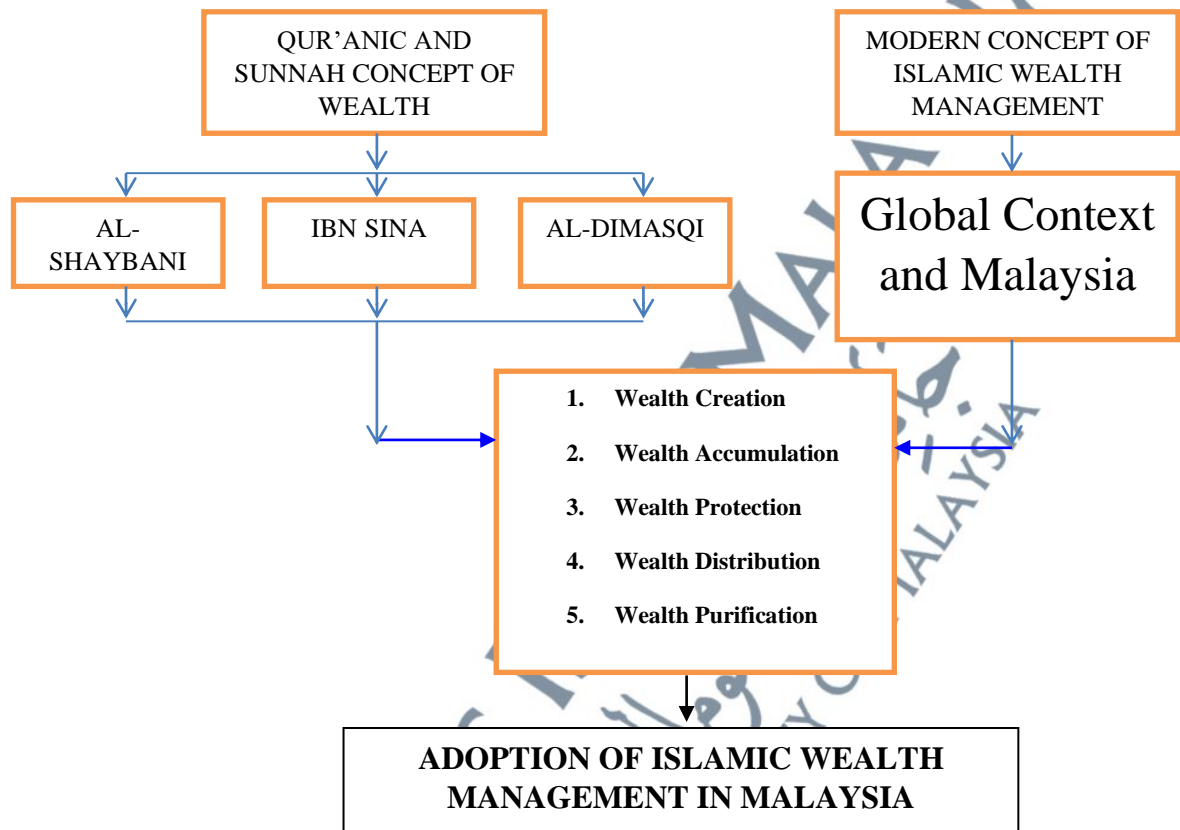 QUR’ANIC AND
SUNNAH CONCEPT OF
WEALTH
MODERN CONCEPT OF
ISLAMIC WEALTH
MANAGEMENT
AL-
SHAYBANI
IBN SINA
AL-DIMASQI
Global Context
and Malaysia
1. Wealth Creation
2. Wealth Accumulation
3. Wealth Protection
4. Wealth Distribution
5. Wealth Purification
ADOPTION OF ISLAMIC WEALTH
MANAGEMENT IN MALAYSIA
MALAYSIA